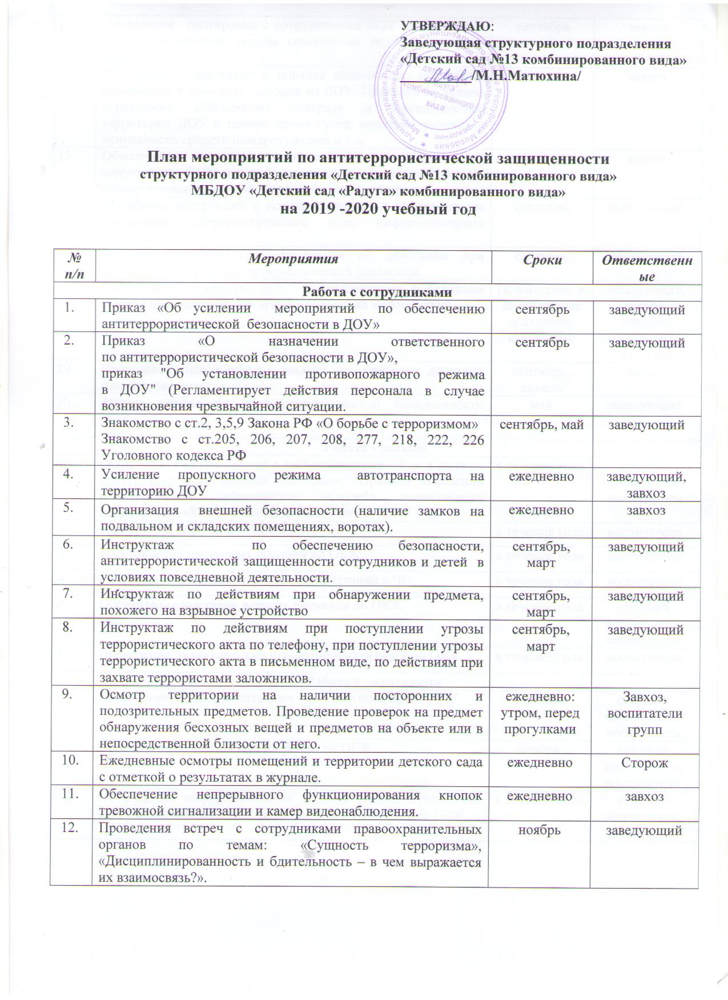 УТВЕРЖДАЮ:
Заведующая структурного подразделения
«Детский сад №13 комбинированного вида»
/М.Н.Матюхина/
План мероприятий по антитеррористической защищенности
структурного подразделения «Детский сад №13 комбинированного вида»
МБДОУ «Детский сад «Радуга» комбинированного вида»
на 2019 -2020 учебный год
№ Мероприятия Сроки Ответственн
п/п ые
Работа с сотрудниками
1. Приказ «Об усилении мероприятий по обеспечению сентябрь заведующий
антитеррористической безопасности в ДОУ»
2. Приказ «О назначении ответственного сентябрь заведующий
по антитеррористической безопасности в ДОУ»,
приказ "Об установлении противопожарного режима
в ДОУ" (Регламентирует действия персонала в случае
возникновения чрезвычайной ситуации.
3. Знакомство с ст.2, 3,5,9 Закона РФ «О борьбе с терроризмом» сентябрь, май заведующий
Знакомство с ст.205, 206, 207, 208, 277, 218, 222, 226
Уголовного кодекса РФ
4. Усиление пропускного режима автотранспорта на ежедневно заведующий,
территорию ДОУ завхоз
5. Организация внешней безопасности (наличие замков на ежедневно завхоз
подвальном и складских помещениях, воротах).
6. Инструктаж по обеспечению безопасности, сентябрь, заведующий
антитеррористической защищенности сотрудников и детей в март
условиях повседневной деятельности.
7. Инструктаж по действиям при обнаружении предмета, сентябрь, заведующий
похожего на взрывное устройство март
8. Инструктаж по действиям при поступлении угрозы сентябрь, заведующий
террористического акта по телефону, при поступлении угрозы март
террористического акта в письменном виде, по действиям при
захвате террористами заложников.
9. Осмотр территории на наличии посторонних и ежедневно: Завхоз,
подозрительных предметов. Проведение проверок на предмет утром, перед воспитатели
обнаружения бесхозных вещей и предметов на объекте или в прогулками групп
непосредственной близости от него.
10. Ежедневные осмотры помещений и территории детского сада ежедневно Сторож
с отметкой о результатах в журнале.
11. Обеспечение непрерывного функционирования кнопок ежедневно завхоз
тревожной сигнализации и камер видеонаблюдения.
12. Проведения встреч с сотрудниками правоохранительных ноябрь заведующий
органов по темам: «Сущность терроризма»,
«Дисциплинированность и бдительность – в чем выражается
их взаимосвязь?».